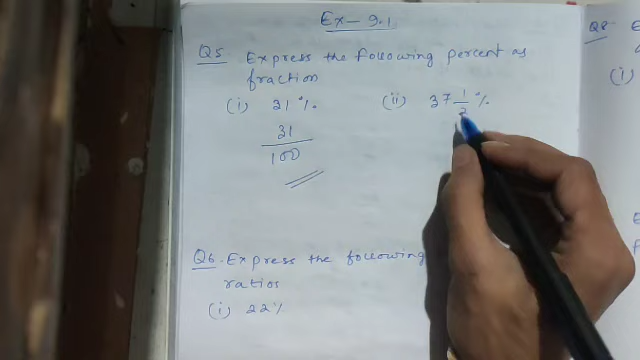 Ex-9.1
Q5 Express the following percent as
fraction
(i) 31% (ii) 37 1/2 %
31/100
Q6. Express the following
ratios
(i) 22%
Q8. E
(i)